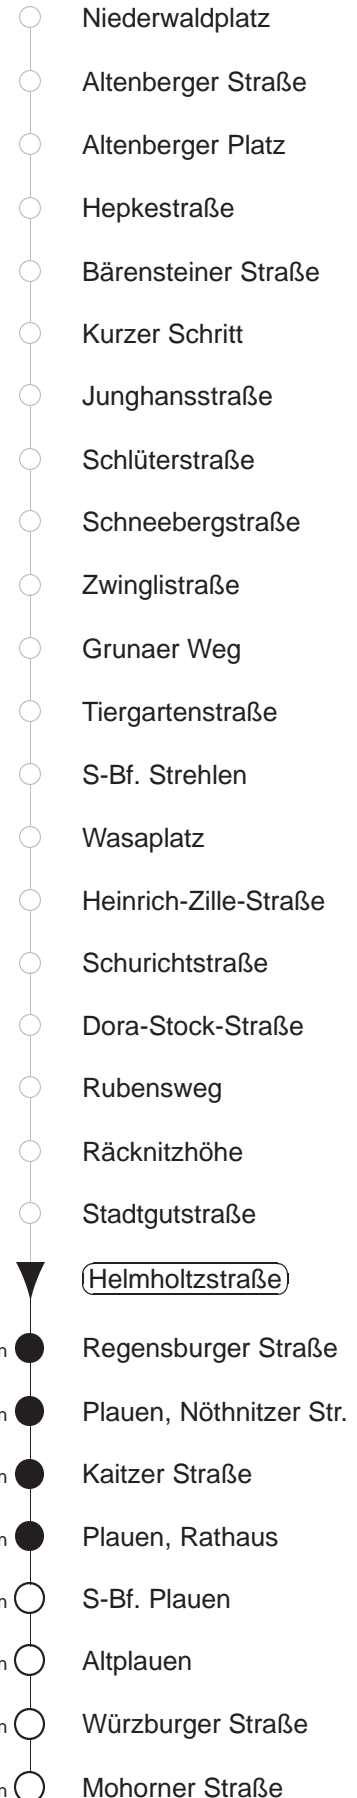 Niederwaldplatz
Altenberger Straße
Altenberger Platz
Hepkestraße
Bärensteiner Straße
Kurzer Schritt
Junghansstraße
Schlüterstraße
Schneebergstraße
Zwinglistraße
Grunaer Weg
Tiergartenstraße
S-Bf. Strehlen
Wasaplatz
Heinrich-Zille-Straße
Schurichtstraße
Dora-Stock-Straße
Rubensweg
Räcknitzhöhe
Stadtgutstraße
Helmholtzstraße
Regensburger Straße
Plauen, Nöthnitzer Str.
Kaitzer Straße
Plauen, Rathaus
S-Bf. Plauen
Altplauen
Würzburger Straße
Mohorner Straße